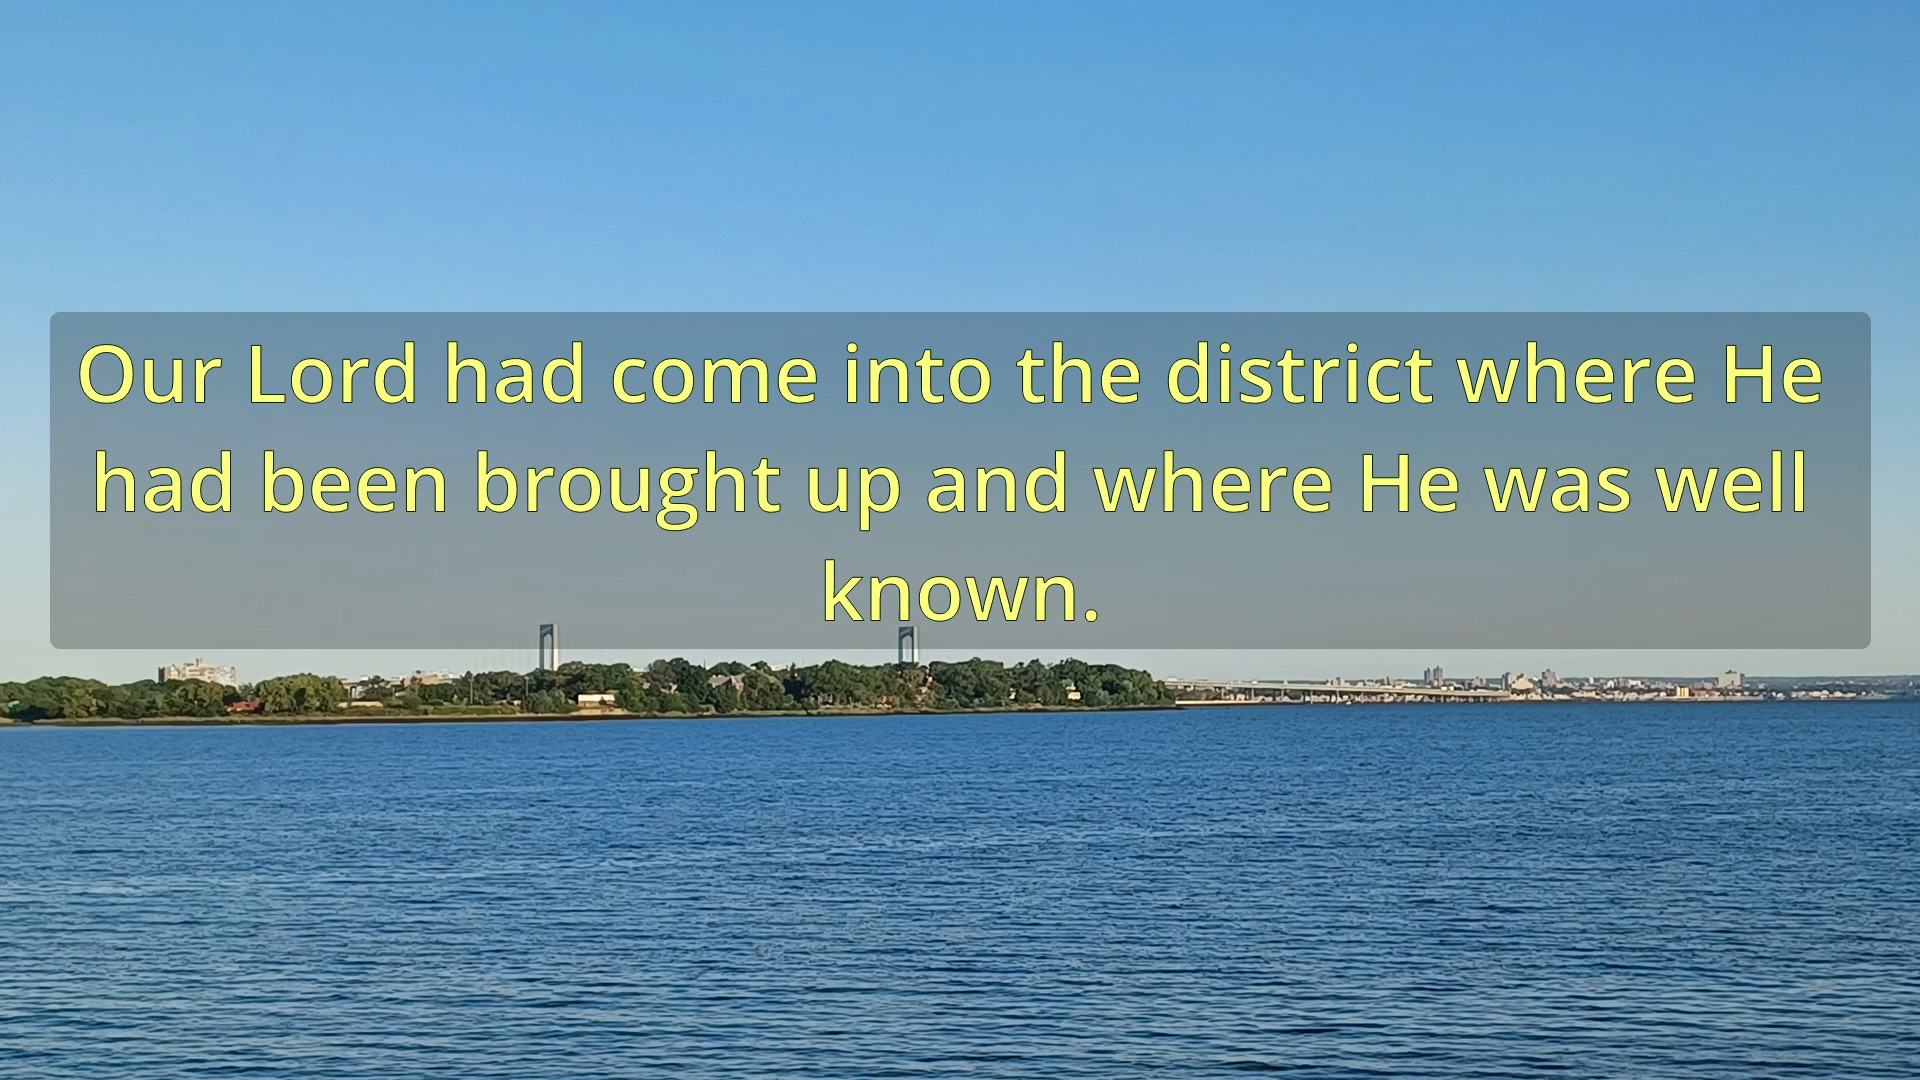 Our Lord had come into the district where He
had been brought up and where He was well
known.